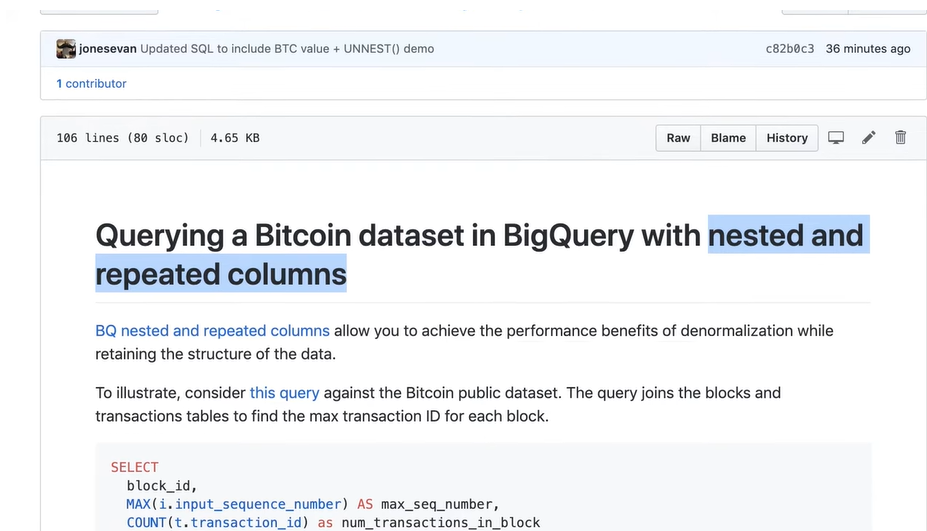 jonesevan Updated SQL to include BTC value + UNNEST() demo c82b0c3 36 minutes ago
1 contributor
106 lines (80 sloc) 4.65 KB Raw Blame History
Querying a Bitcoin dataset in BigQuery with nested and
repeated columns
BQ nested and repeated columns allow you to achieve the performance benefits of denormalization while
retaining the structure of the data.
To illustrate, consider this query against the Bitcoin public dataset. The query joins the blocks and
transactions tables to find the max transaction ID for each block.
SELECT
block_id,
MAX(i.input_sequence_number) AS max_seq_number,
COUNT(t.transaction_id) as num_transactions_in_block